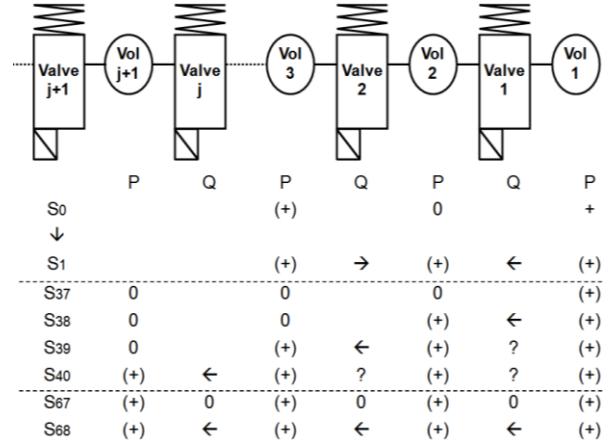 Valve j+1 Vol j+1 Valve j Vol 3 Valve 2 Vol 2 Valve 1 Vol 1
P Q P Q P Q P
S0 (+) 0 +
↓
S1 (+) → (+) ← (+)
S37 0 0 0 (+)
S38 0 0 (+) ← (+)
S39 0 (+) ← (+) ? (+)
S40 (+) ← (+) ? (+) ? (+)
S67 (+) 0 (+) 0 (+) 0 (+)
S68 (+) ← (+) ← (+) ← (+)